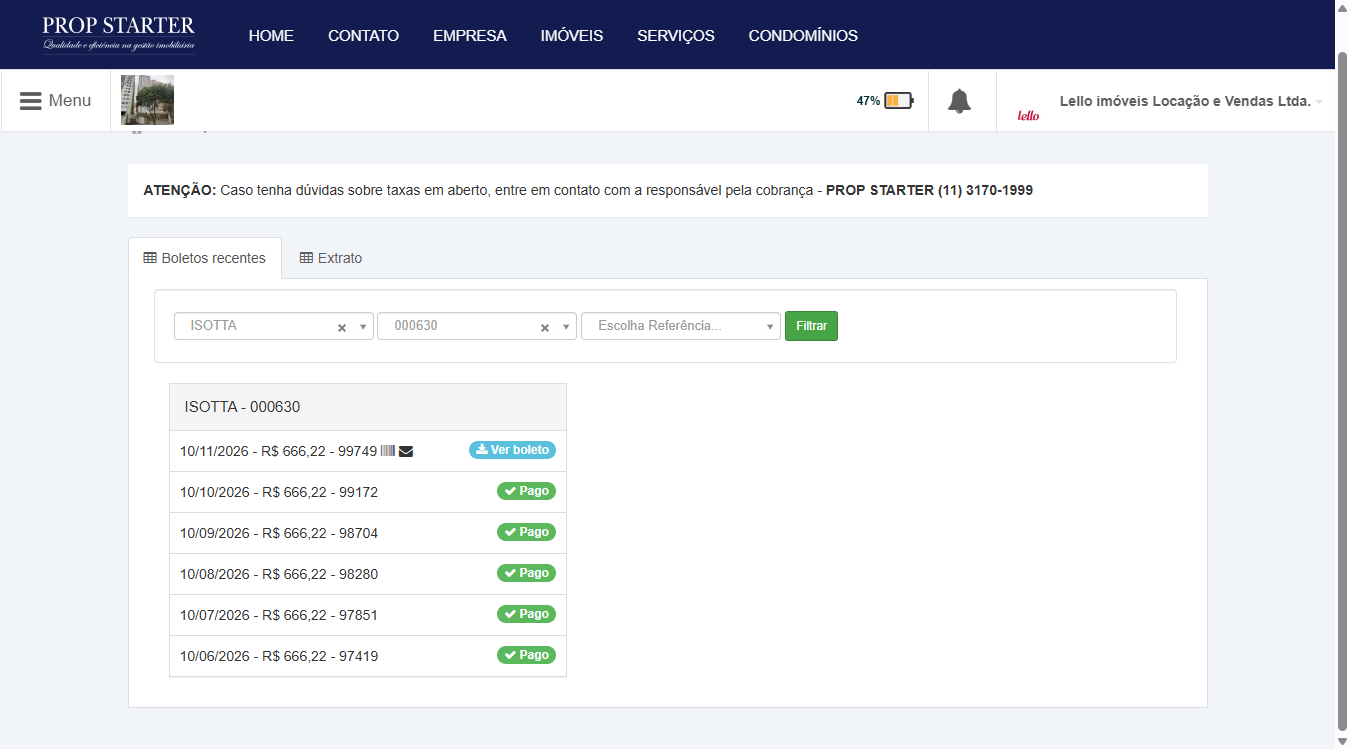 PROP STARTER
Qualidade e eficiência na gestão imobiliária
HOME CONTATO EMPRESA IMÓVEIS SERVIÇOS CONDOMÍNIOS
Menu
47%
lello
Lello imóveis Locação e Vendas Ltda.
ATENÇÃO: Caso tenha dúvidas sobre taxas em aberto, entre em contato com a responsável pela cobrança - PROP STARTER (11) 3170-1999
Boletos recentes Extrato
ISOTTA × 000630 × Escolha Referência... Filtrar
ISOTTA - 000630
10/11/2026 - R$ 666,22 - 99749 Ver boleto
10/10/2026 - R$ 666,22 - 99172 Pago
10/09/2026 - R$ 666,22 - 98704 Pago
10/08/2026 - R$ 666,22 - 98280 Pago
10/07/2026 - R$ 666,22 - 97851 Pago
10/06/2026 - R$ 666,22 - 97419 Pago